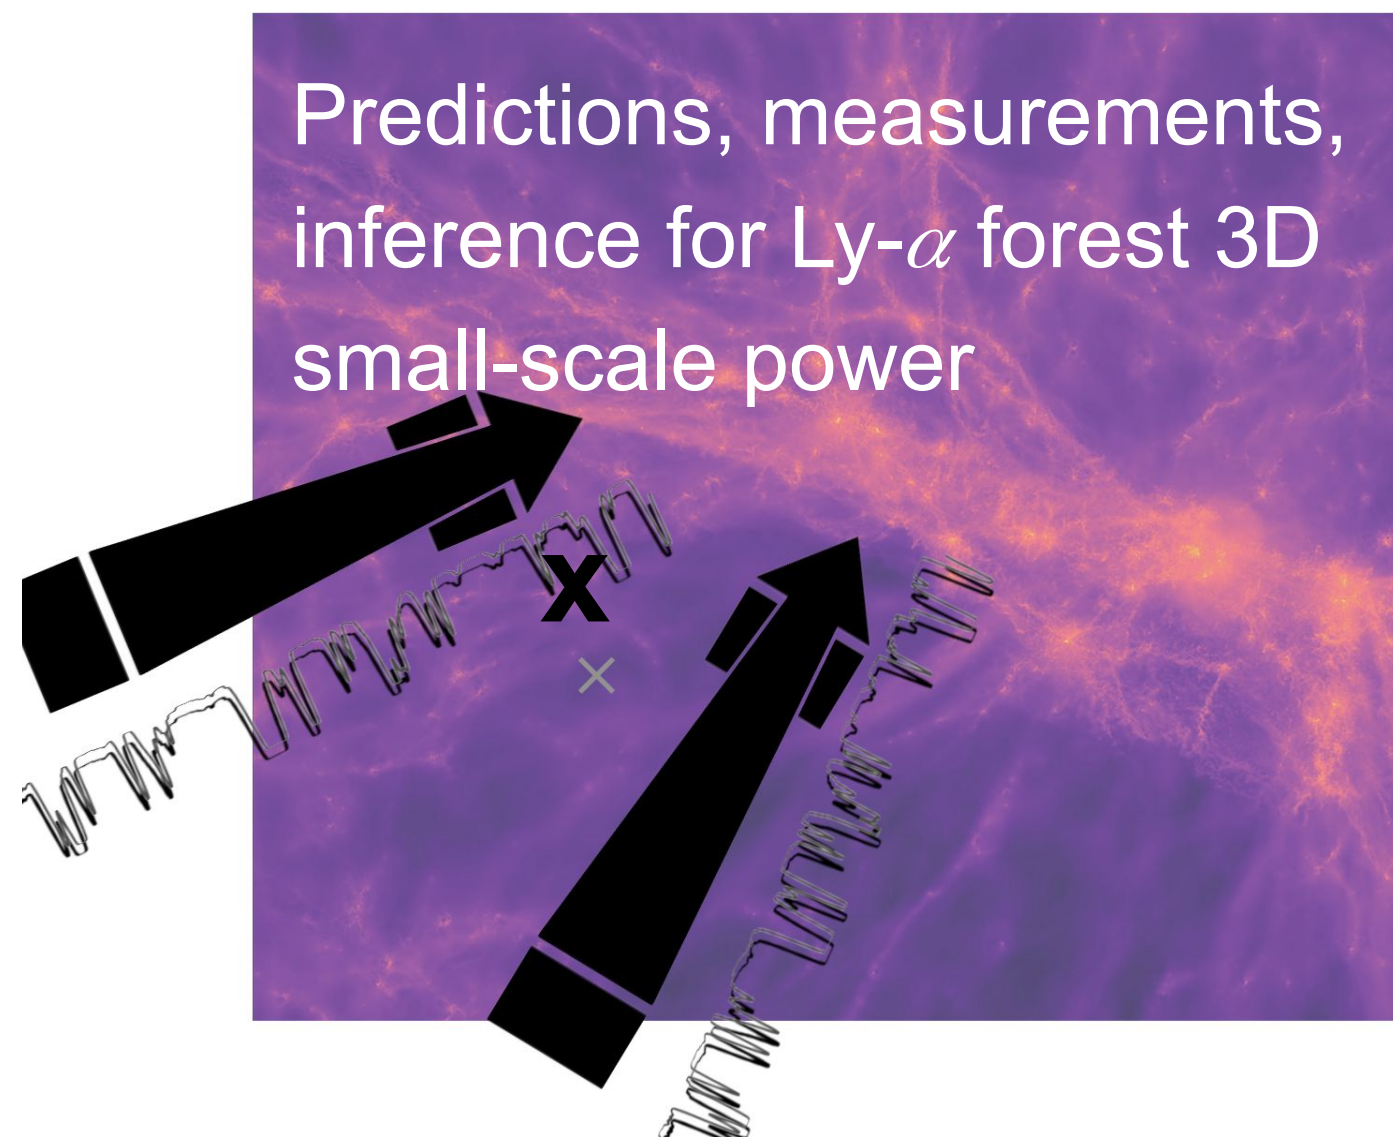 Predictions, measurements,
inference for Ly-α forest 3D
small-scale power
x
×